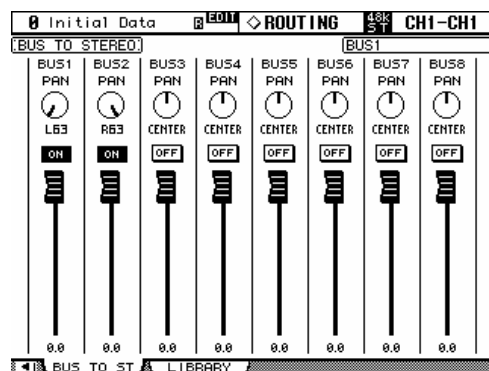 0 Initial Data R EDIT ◇ ROUTING 48K ST CH1-CH1
BUS TO STEREO BUS1
BUS1 BUS2 BUS3 BUS4 BUS5 BUS6 BUS7 BUS8
PAN PAN PAN PAN PAN PAN PAN PAN
L63 R63 CENTER CENTER CENTER CENTER CENTER CENTER
ON ON OFF OFF OFF OFF OFF OFF
0.0 0.0 0.0 0.0 0.0 0.0 0.0 0.0
BUS TO ST LIBRARY